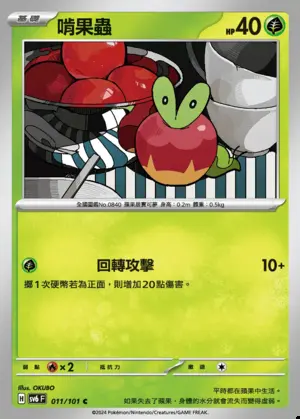 基礎 啃果蟲 HP40
全國圖鑑No.0840 蘋果居寶可夢 身高：0.2m 體重：0.5kg
回轉攻擊 10+
擲1次硬幣若為正面，則增加20點傷害。
弱點 ×2 抵抗力 撤退
Illus. OKUBO
H SV6 F 011/101 C
平時都在蘋果中生活。
如果失去了蘋果，水分就會流失而變得虛弱。
©2024 Pokémon/Nintendo/Creatures/GAME FREAK.